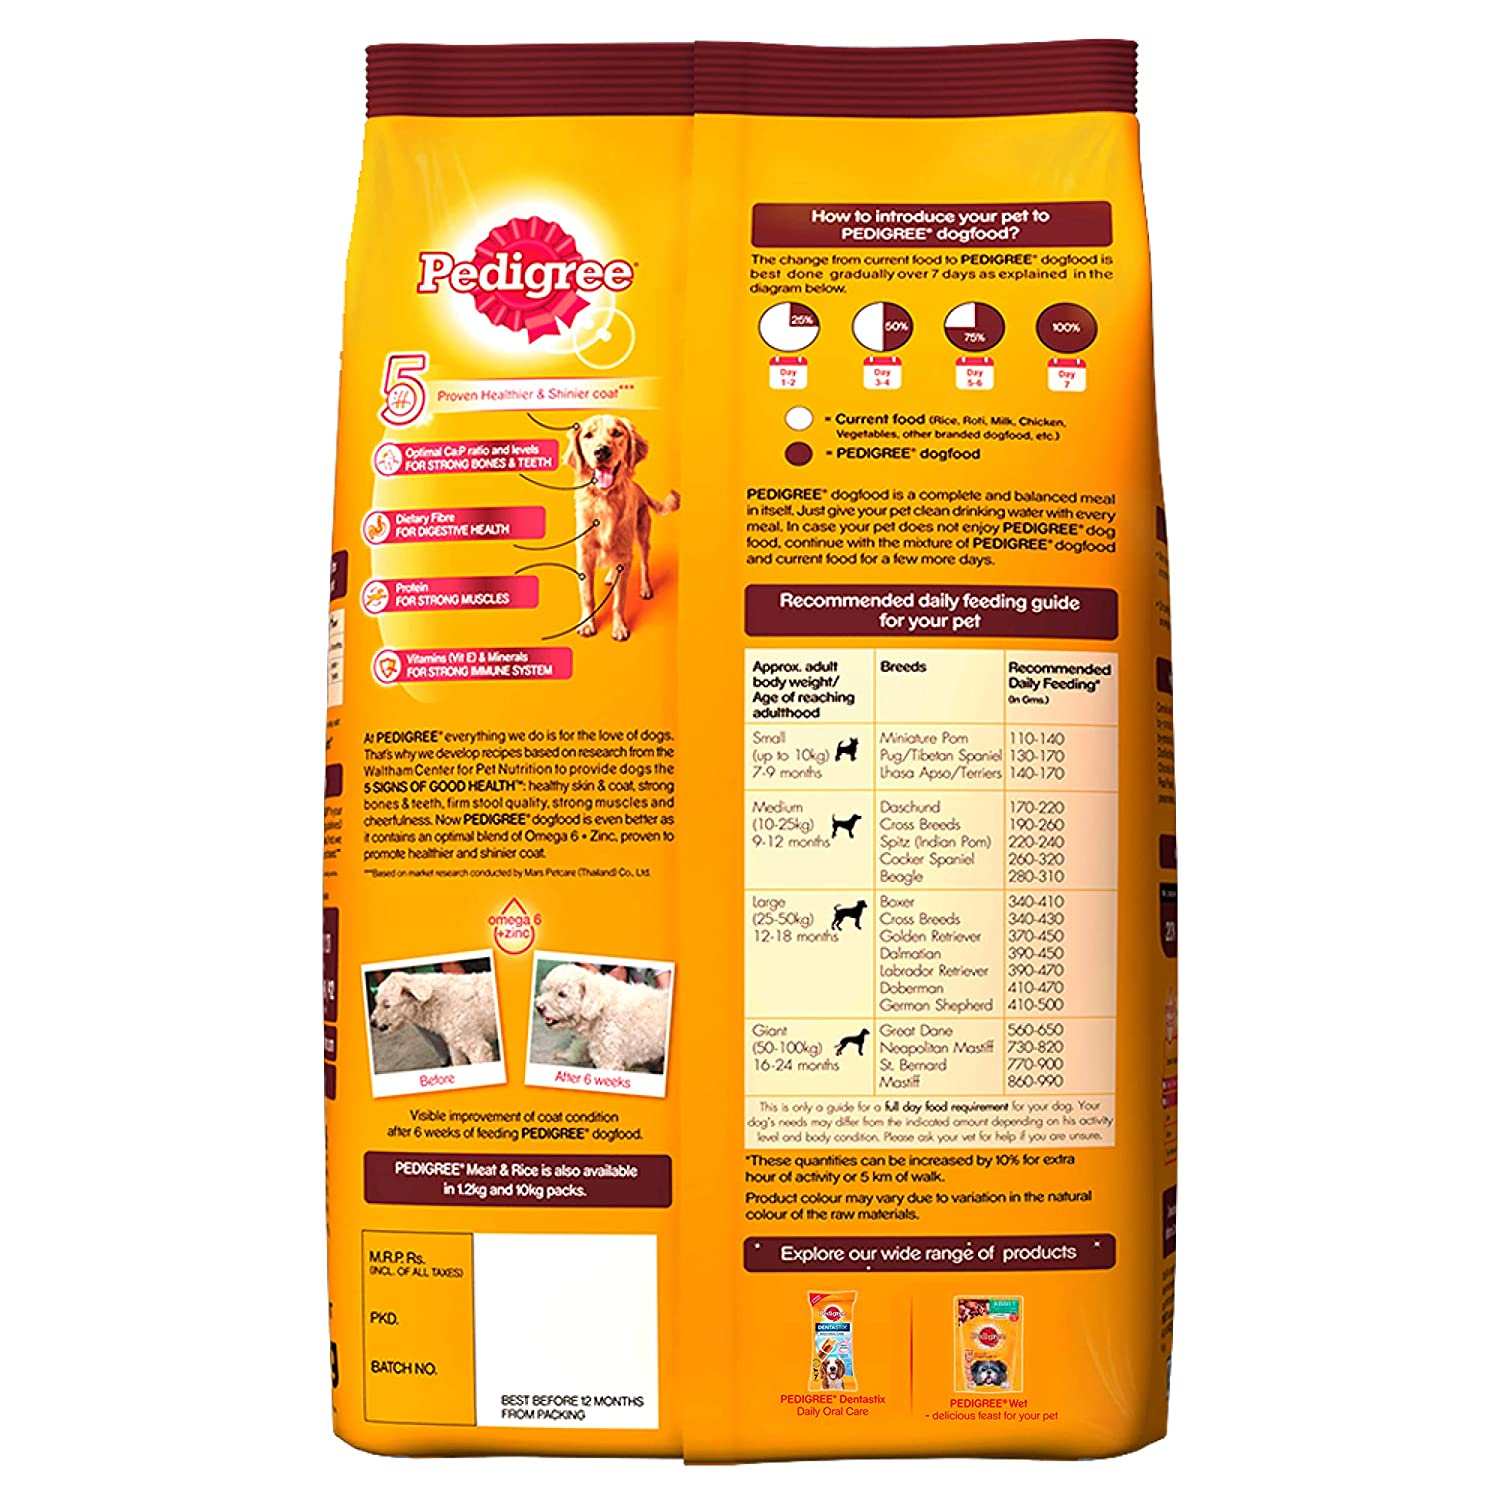 Pedigree®
5
Proven Healthier & Shinier coat***
Optimal Ca:P ratio and levels
FOR STRONG BONES & TEETH
Dietary Fibre
FOR DIGESTIVE HEALTH
Protein
FOR STRONG MUSCLES
Vitamins (Vit E) & Minerals
FOR STRONG IMMUNE SYSTEM
At PEDIGREE® everything we do is for the love of dogs.
That's why we develop recipes based on research from the
Waltham Center for Pet Nutrition to provide dogs the
5 SIGNS OF GOOD HEALTH™: healthy skin & coat, strong
bones & teeth, firm stool quality, strong muscles and
cheerfulness. Now PEDIGREE® dogfood is even better as
it contains an optimal blend of Omega 6 + Zinc, proven to
promote healthier and shinier coat.
***Based on market research conducted by Mars Petcare (Thailand) Co., Ltd.
omega 6
+zinc
Before
After 6 weeks
Visible improvement of coat condition
after 6 weeks of feeding PEDIGREE® dogfood.
PEDIGREE® Meat & Rice is also available
in 1.2kg and 10kg packs.
M.R.P. Rs.
(INCL. OF ALL TAXES)
PKD.
BATCH NO.
BEST BEFORE 12 MONTHS
FROM PACKING
How to introduce your pet to
PEDIGREE® dogfood?
The change from current food to PEDIGREE® dogfood is
best done gradually over 7 days as explained in the
diagram below.
25% 50% 75% 100%
Day Day Day Day
1-2 3-4 5-6 7
= Current food (Rice, Roti, Milk, Chicken,
Vegetables, other branded dogfood, etc.)
= PEDIGREE® dogfood
PEDIGREE® dogfood is a complete and balanced meal
in itself. Just give your pet clean drinking water with every
meal. In case your pet does not enjoy PEDIGREE® dog
food, continue with the mixture of PEDIGREE® dogfood
and current food for a few more days.
Recommended daily feeding guide
for your pet
Approx. adult Breeds Recommended
body weight/ Daily Feeding*
Age of reaching (in Gms.)
adulthood
Small Miniature Pom 110-140
(up to 10kg) Pug/Tibetan Spaniel 130-170
7-9 months Lhasa Apso/Terriers 140-170
Medium Daschund 170-220
(10-25kg) Cross Breeds 190-260
9-12 months Spitz (Indian Pom) 220-240
Cocker Spaniel 260-320
Beagle 280-310
Large Boxer 340-410
(25-50kg) Cross Breeds 340-430
12-18 months Golden Retriever 370-450
Dalmatian 390-450
Labrador Retriever 390-470
Doberman 410-470
German Shepherd 410-500
Giant Great Dane 560-650
(50-100kg) Neapolitan Mastiff 730-820
16-24 months St. Bernard 770-900
Mastiff 860-990
This is only a guide for a full day food requirement for your dog. Your
dog's needs may differ from the indicated amount depending on his activity
level and body condition. Please ask your vet for help if you are unsure.
*These quantities can be increased by 10% for extra
hour of activity or 5 km of walk.
Product colour may vary due to variation in the natural
colour of the raw materials.
Explore our wide range of products
Pedigree
DENTASTIX
Pedigree
PEDIGREE® Dentastix
Daily Oral Care
PEDIGREE® Wet
- delicious feast for your pet